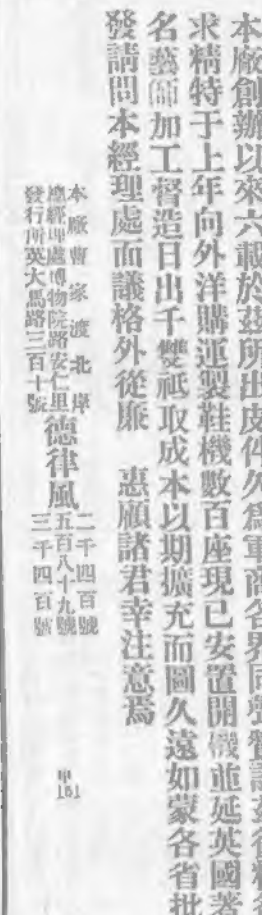 本廠創辦以來六載於茲所出皮件久爲軍商各界同聲贊許茲復精
求精特于上年向外洋購運製鞋機數百座現已安置開機並延英國著
名藝師加工督造日出千雙祇取成本以期擴充而圖久遠如蒙各省批
發請問本經理處面議格外從廉　惠顧諸君幸注意焉
本廠曹家渡北岸
總經理處博物院路安仁里
發行所英大馬路三百十號
德律風
二千四百號
五百八十九號
三千四百號
甲
151